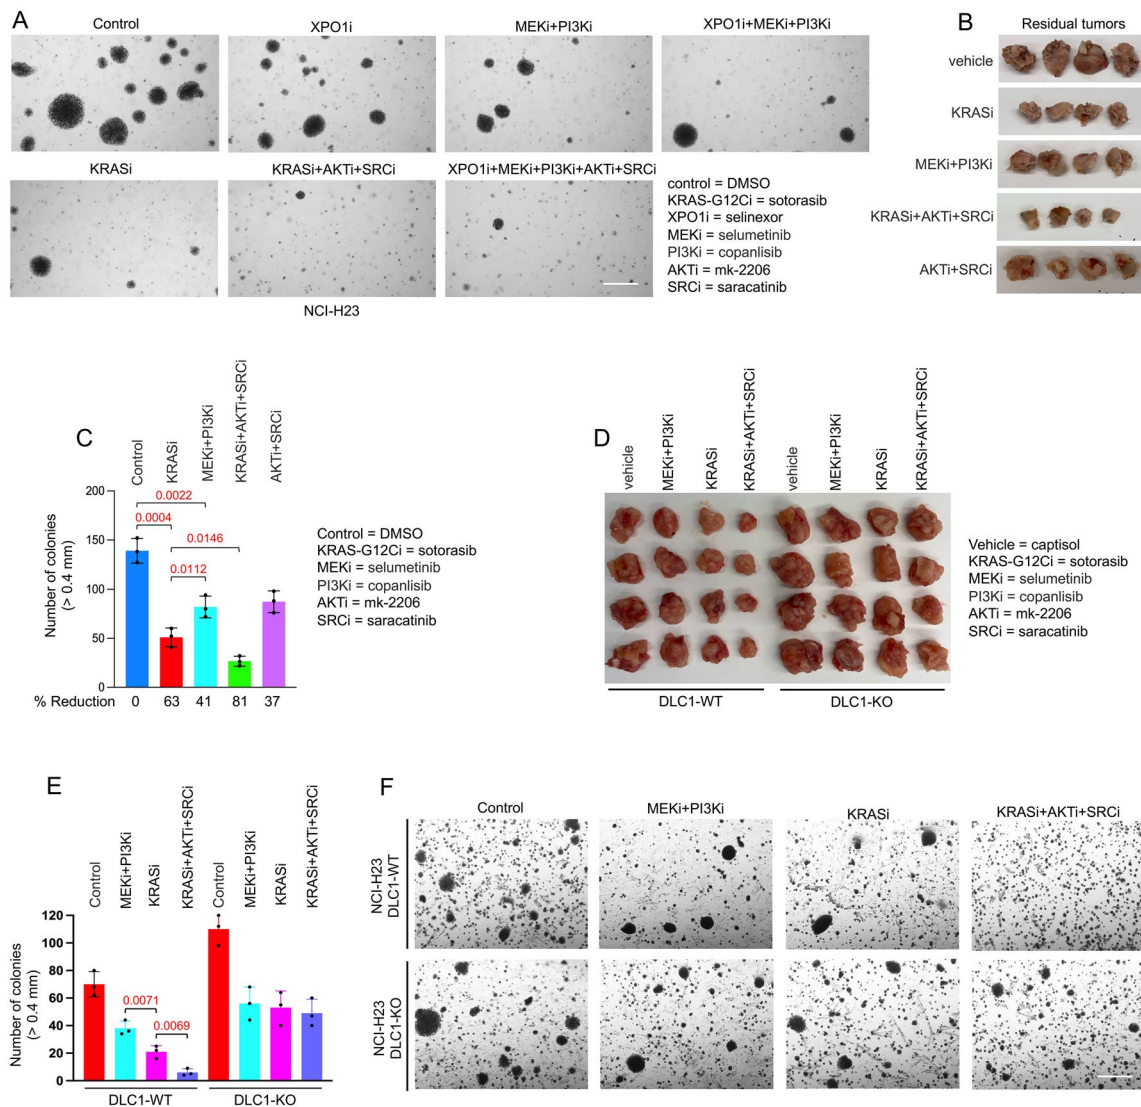 A
Control
XPO1i
MEKi+PI3Ki
XPO1i+MEKi+PI3Ki
KRASi
KRASi+AKTi+SRCi
XPO1i+MEKi+PI3Ki+AKTi+SRCi
control = DMSO
KRAS-G12Ci = sotorasib
XPO1i = selinexor
MEKi = selumetinib
PI3Ki = copanlisib
AKTi = mk-2206
SRCi = saracatinib
NCI-H23
B
Residual tumors
vehicle
KRASi
MEKi+PI3Ki
KRASi+AKTi+SRCi
AKTi+SRCi
C
Control
KRASi
MEKi+PI3Ki
KRASi+AKTi+SRCi
AKTi+SRCi
Number of colonies
(> 0.4 mm)
200
150
100
50
0
0.0022
0.0004
0.0146
0.0112
% Reduction 0 63 41 81 37
Control = DMSO
KRAS-G12Ci = sotorasib
MEKi = selumetinib
PI3Ki = copanlisib
AKTi = mk-2206
SRCi = saracatinib
D
vehicle
MEKi+PI3Ki
KRASi
KRASi+AKTi+SRCi
vehicle
MEKi+PI3Ki
KRASi
KRASi+AKTi+SRCi
DLC1-WT
DLC1-KO
Vehicle = captisol
KRAS-G12Ci = sotorasib
MEKi = selumetinib
PI3Ki = copanlisib
AKTi = mk-2206
SRCi = saracatinib
E
Control
MEKi+PI3Ki
KRASi
KRASi+AKTi+SRCi
Control
MEKi+PI3Ki
KRASi
KRASi+AKTi+SRCi
Number of colonies
(> 0.4 mm)
120
100
80
60
40
20
0
0.0071
0.0069
DLC1-WT
DLC1-KO
F
Control
MEKi+PI3Ki
KRASi
KRASi+AKTi+SRCi
NCI-H23
DLC1-WT
NCI-H23
DLC1-KO